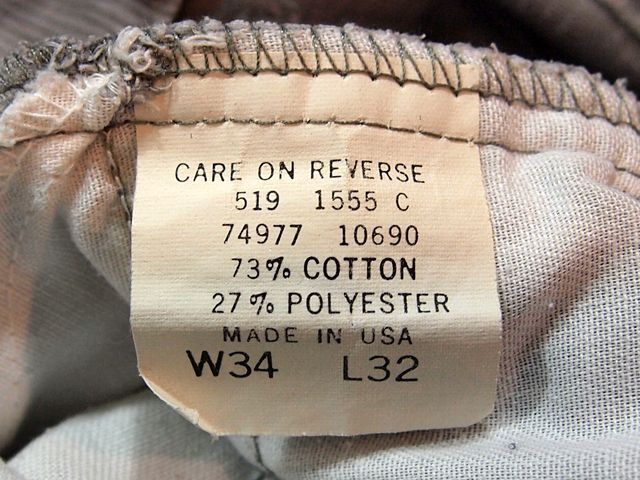 CARE ON REVERSE
519 1555 C
74977 10690
73% COTTON
27% POLYESTER
MADE IN USA
W34 L32